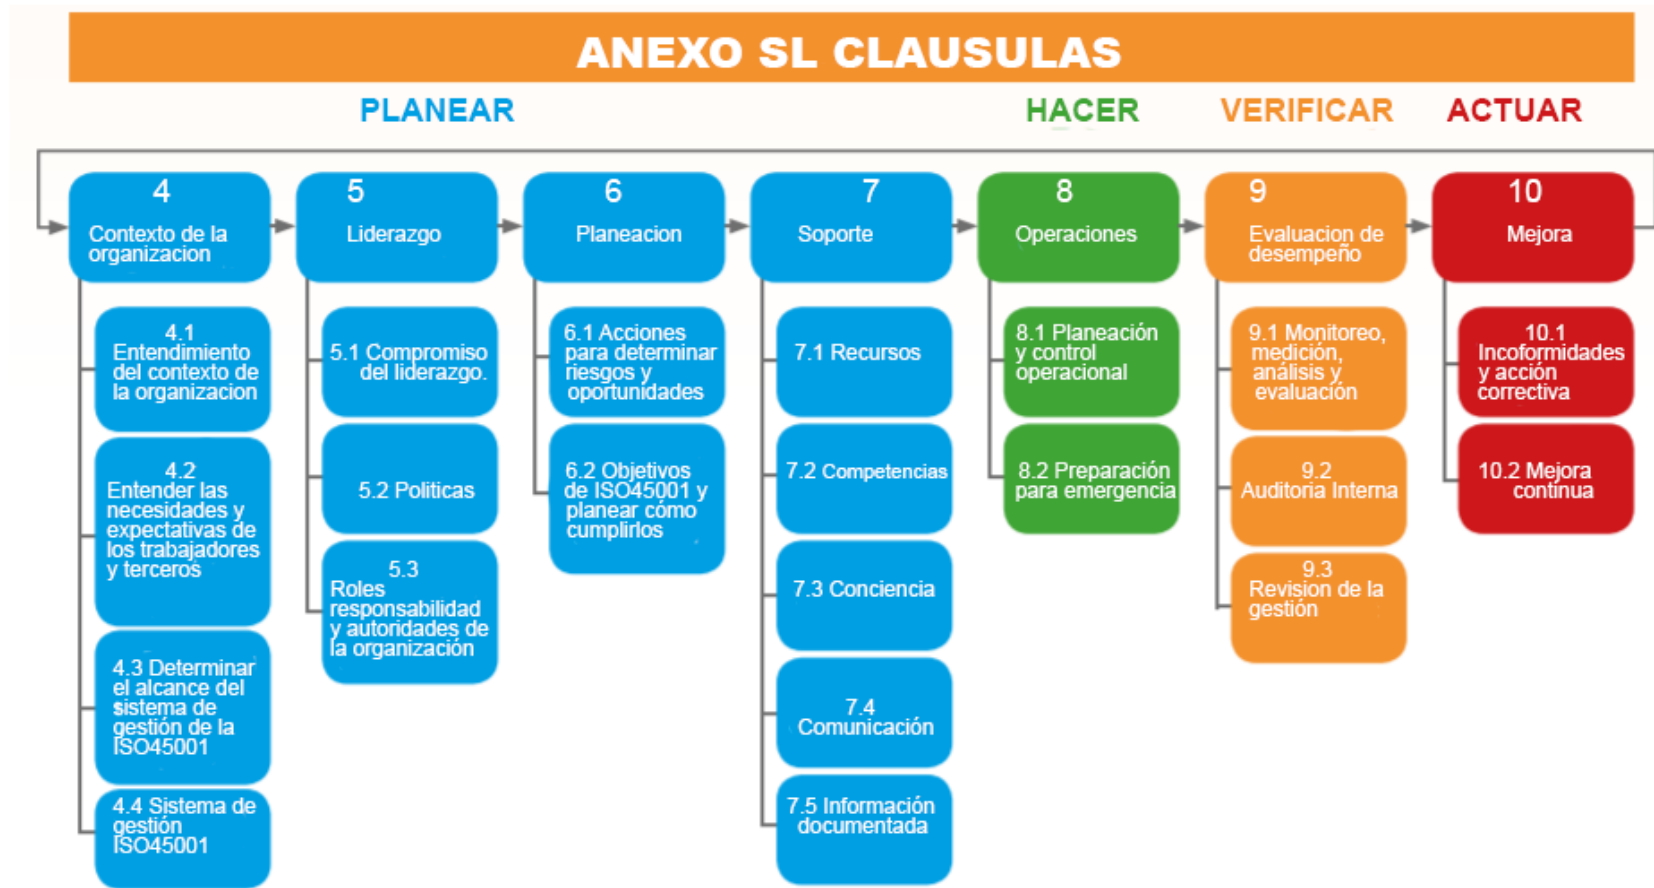 ANEXO SL CLAUSULAS
PLANEAR
HACER
VERIFICAR
ACTUAR
4
Contexto de la
organizacion
5
Liderazgo
6
Planeacion
7
Soporte
8
Operaciones
9
Evaluacion de
desempeño
10
Mejora
4.1
Entendimiento
del contexto de
la organizacion
4.2
Entender las
necesidades y
expectativas de
los trabajadores
y terceros
4.3 Determinar
el alcance del
sistema de
gestión de la
ISO45001
4.4 Sistema de
gestión
ISO45001
5.1 Compromiso
del liderazgo.
5.2 Politicas
5.3
Roles
responsabilidad
y autoridades de
la organización
6.1 Acciones
para determinar
riesgos y
oportunidades
6.2 Objetivos
de ISO45001 y
planear cómo
cumplirlos
7.1 Recursos
7.2 Competencias
7.3 Conciencia
7.4
Comunicación
7.5 Información
documentada
8.1 Planeación
y control
operacional
8.2 Preparación
para emergencia
9.1 Monitoreo,
medición,
análisis y
evaluación
9.2
Auditoria Interna
9.3
Revision de la
gestión
10.1
Incoformidades
y acción
correctiva
10.2 Mejora
contínua